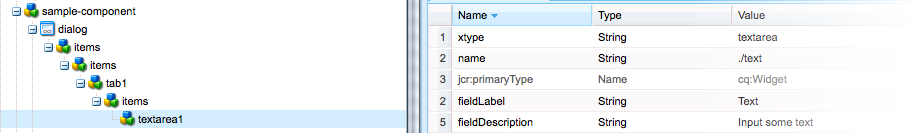 sample-component
dialog
items
items
tab1
items
textarea1
Name Type Value
1 xtype String textarea
2 name String ./text
3 jcr:primaryType Name cq:Widget
2 fieldLabel String Text
5 fieldDescription String Input some text